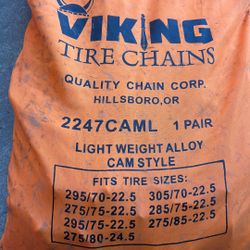 VIKING
TIRE CHAINS
QUALITY CHAIN CORP.
HILLSBORO, OR
2247CAML 1 PAIR
LIGHT WEIGHT ALLOY
CAM STYLE
FITS TIRE SIZES:
295/70-22.5 305/70-22.5
275/75-22.5 285/75-22.5
295/75-22.5 275/85-22.5
275/80-24.5